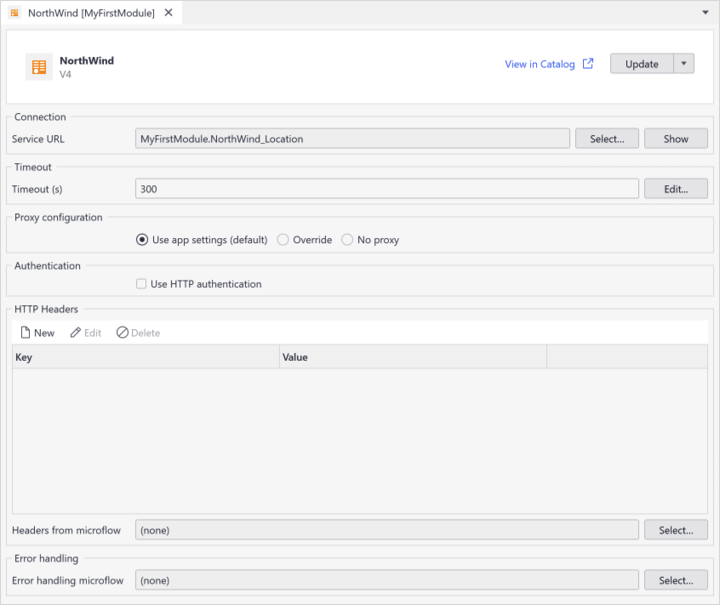 NorthWind [MyFirstModule]
NorthWind
V4
View in Catalog
Update
Connection
Service URL
MyFirstModule.NorthWind_Location
Select...
Show
Timeout
Timeout (s)
300
Edit...
Proxy configuration
Use app settings (default)
Override
No proxy
Authentication
Use HTTP authentication
HTTP Headers
New
Edit
Delete
Key
Value
Headers from microflow
(none)
Select...
Error handling
Error handling microflow
(none)
Select...